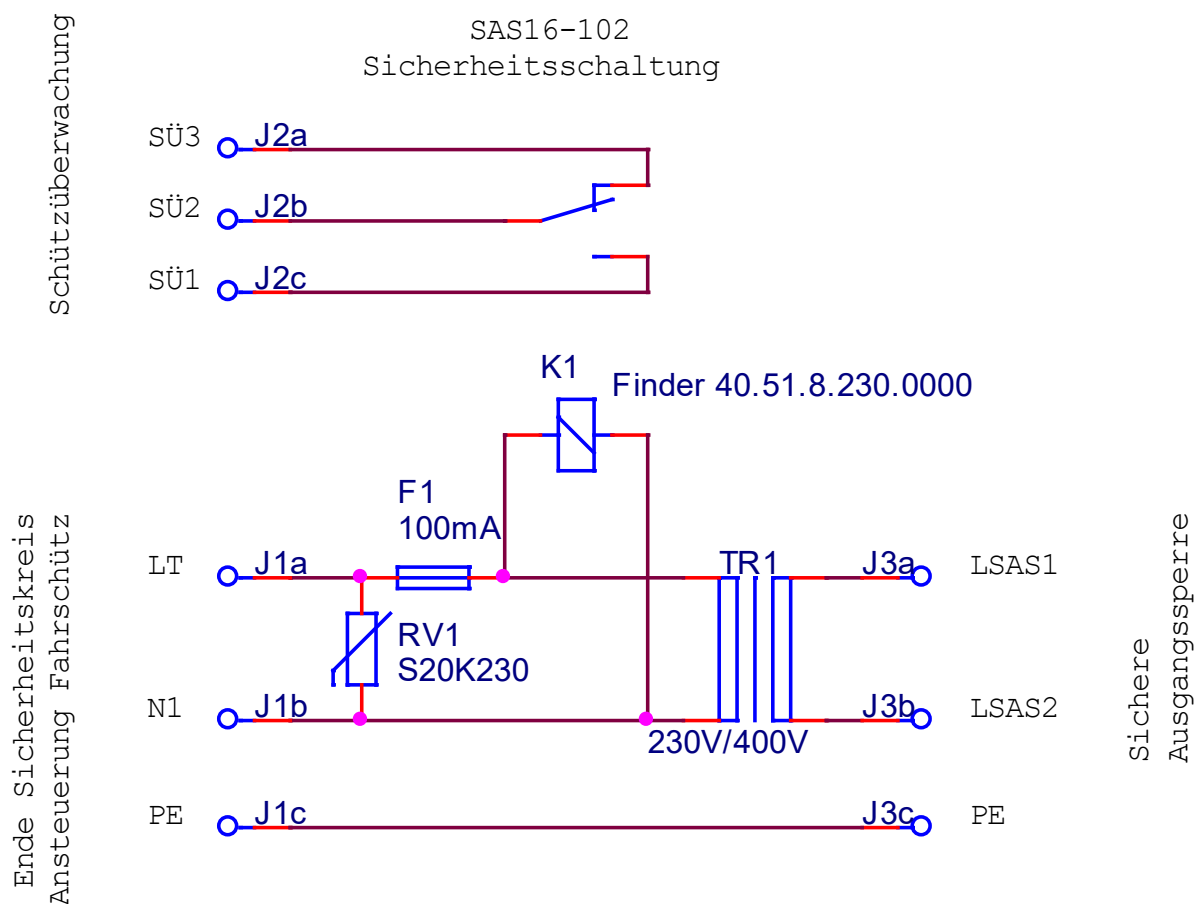 SAS16-102
Sicherheitsschaltung
Schützüberwachung
SÜ3 J2a
SÜ2 J2b
SÜ1 J2c
K1
Finder 40.51.8.230.0000
F1
100mA
Ende Sicherheitskreis
Ansteuerung Fahrschütz
LT J1a TR1 J3a LSAS1
RV1
S20K230
N1 J1b J3b LSAS2
230V/400V
Sichere
Ausgangssperre
PE J1c J3c PE